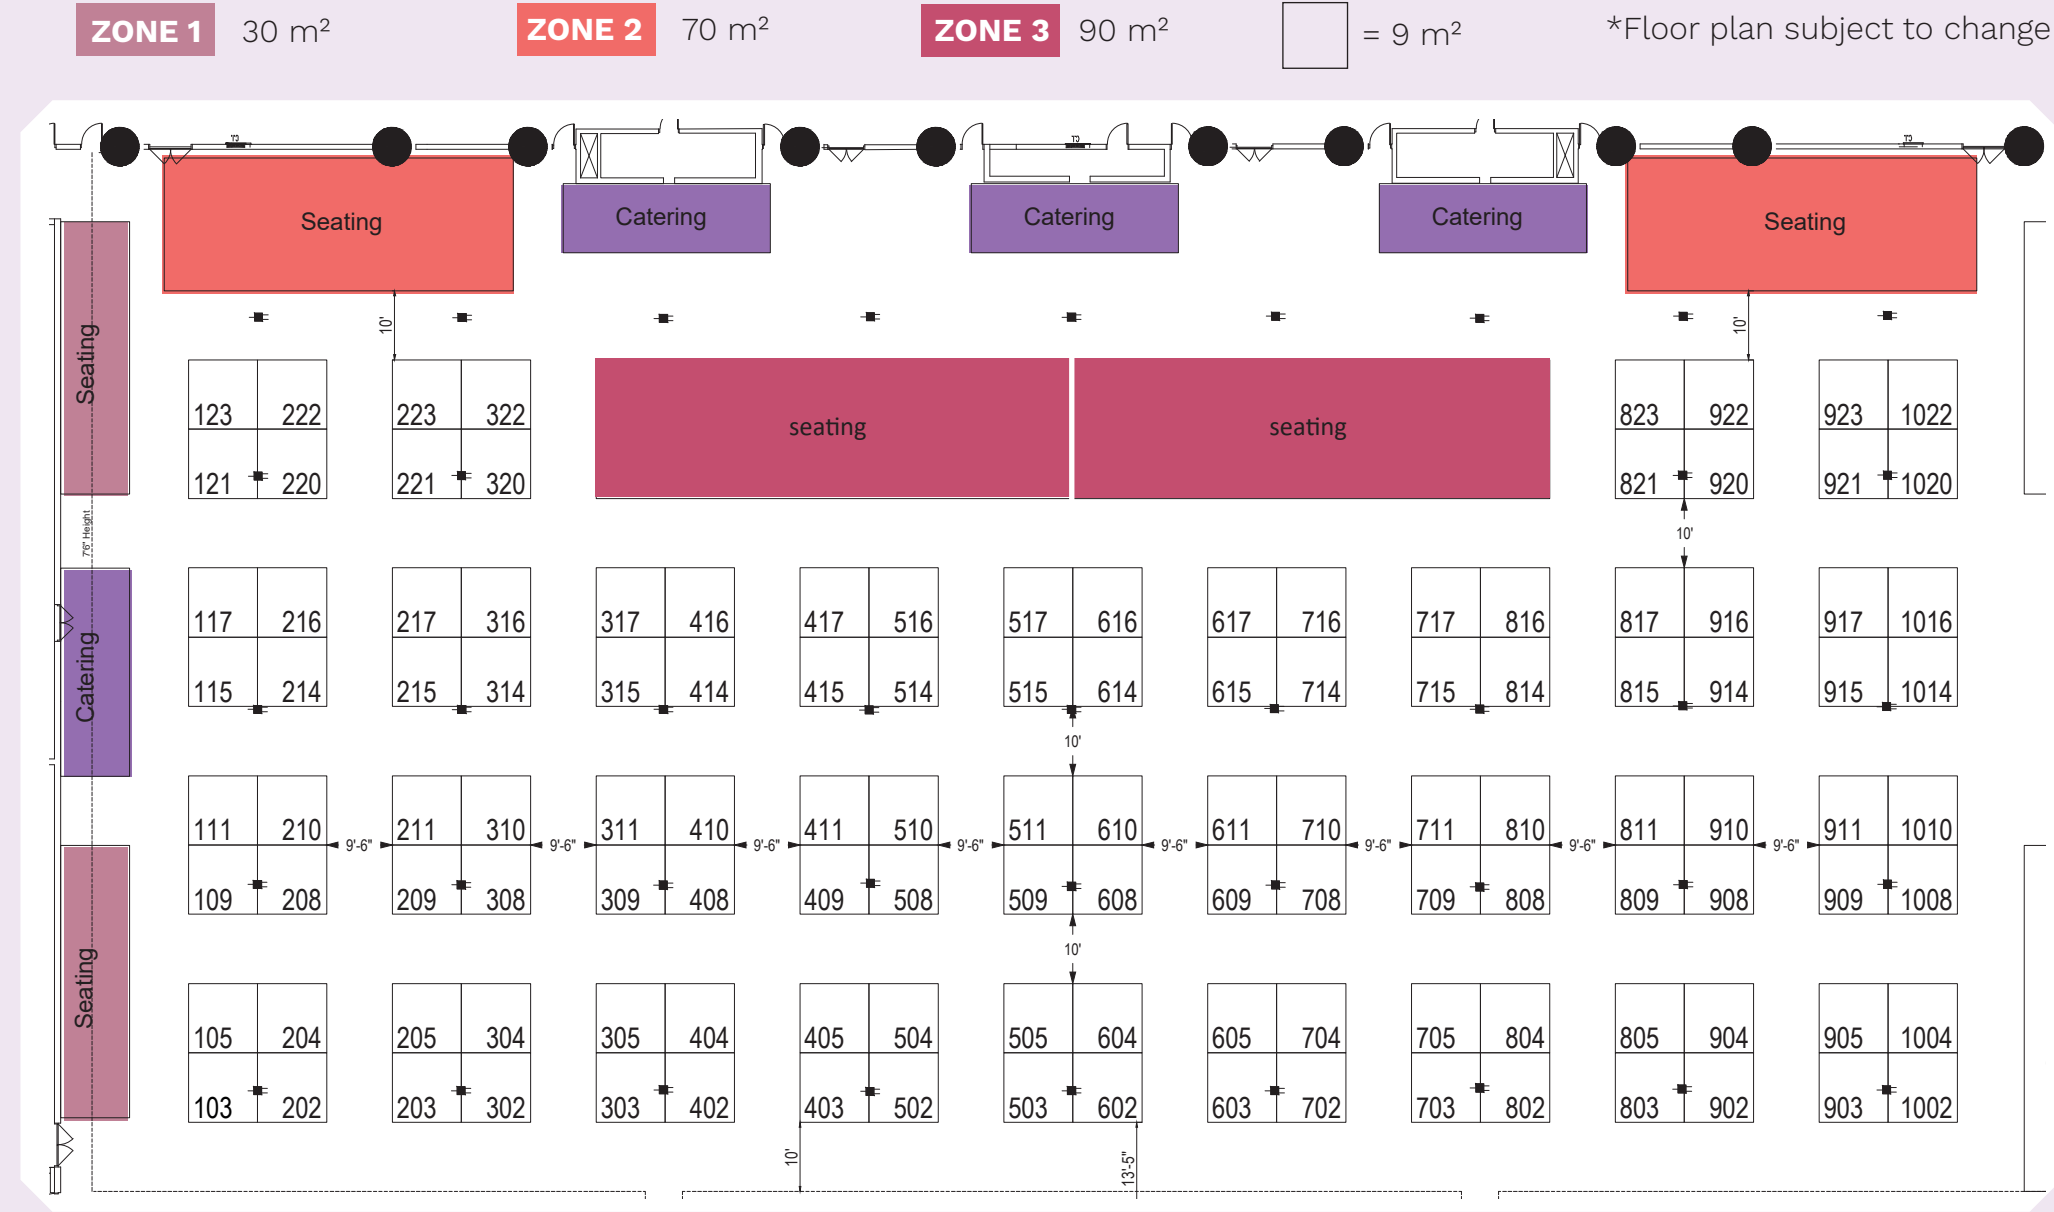 ZONE 1 30 m² ZONE 2 70 m² ZONE 3 90 m² = 9 m² *Floor plan subject to change
Seating Catering Catering Catering Seating
Seating
10' 10'
seating seating
123 222 223 322 823 922 923 1022
121 220 221 320 821 920 921 1020
7'6" Height
10'
Catering
117 216 217 316 317 416 417 516 517 616 617 716 717 816 817 916 917 1016
115 214 215 314 315 414 415 514 515 614 615 714 715 814 815 914 915 1014
10'
111 210 211 310 311 410 411 510 511 610 611 710 711 810 811 910 911 1010
9'-6" 9'-6" 9'-6" 9'-6" 9'-6" 9'-6" 9'-6" 9'-6"
109 208 209 308 309 408 409 508 509 608 609 708 709 808 809 908 909 1008
10'
Seating
105 204 205 304 305 404 405 504 505 604 605 704 705 804 805 904 905 1004
103 202 203 302 303 402 403 502 503 602 603 702 703 802 803 902 903 1002
10' 13'-5"